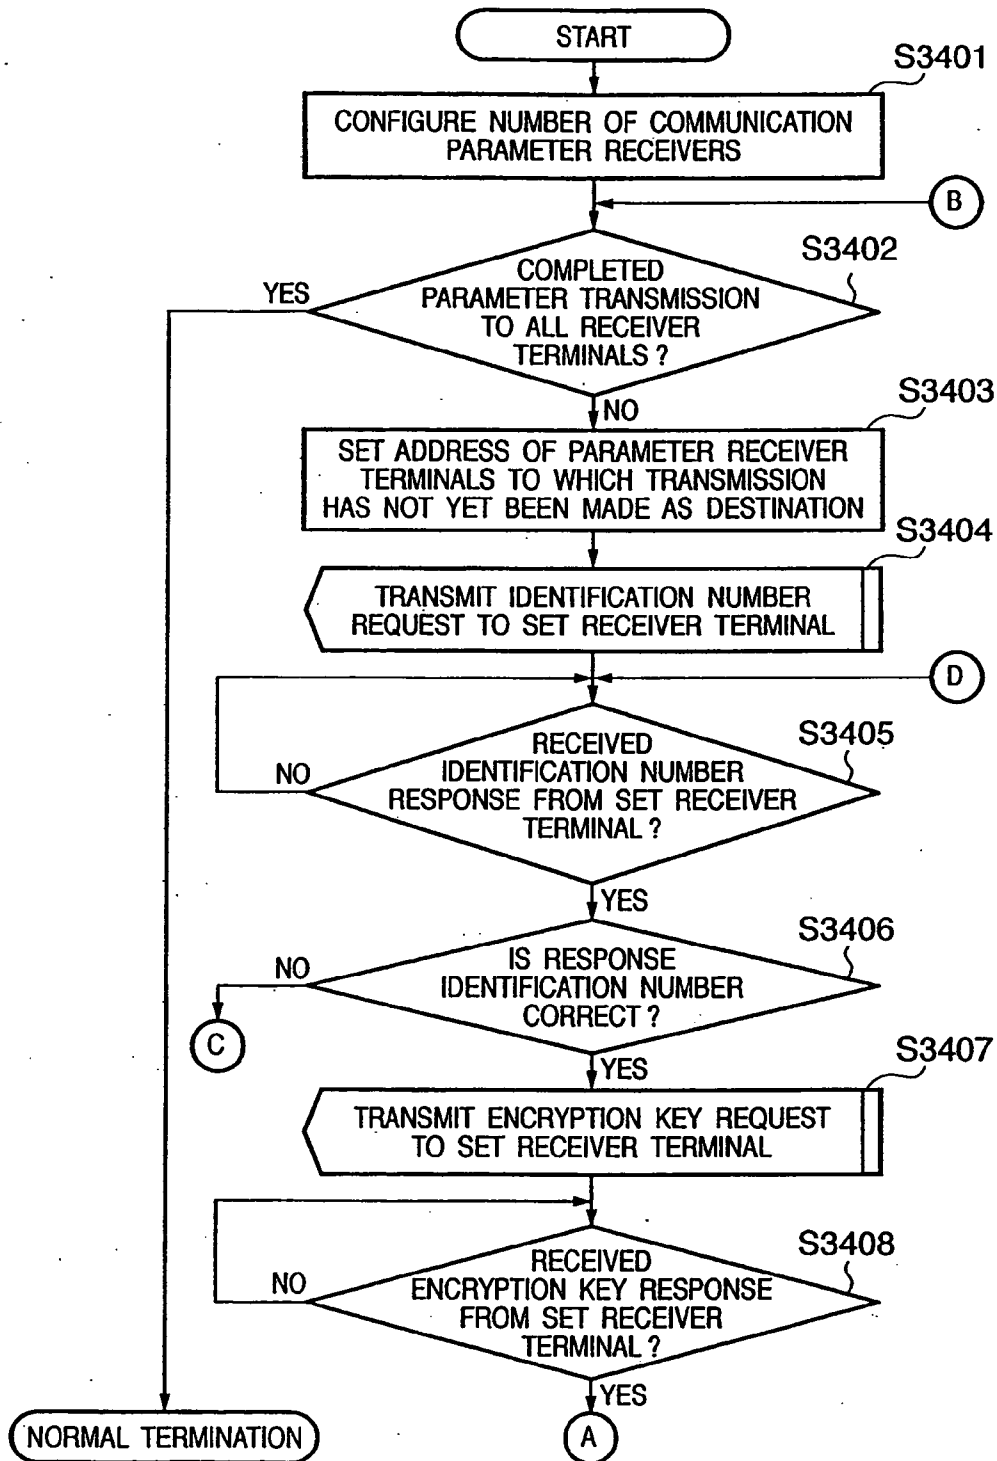 START
S3401
CONFIGURE NUMBER OF COMMUNICATION
PARAMETER RECEIVERS
B
S3402
COMPLETED
PARAMETER TRANSMISSION
TO ALL RECEIVER
TERMINALS?
YES
NO
S3403
SET ADDRESS OF PARAMETER RECEIVER
TERMINALS TO WHICH TRANSMISSION
HAS NOT YET BEEN MADE AS DESTINATION
S3404
TRANSMIT IDENTIFICATION NUMBER
REQUEST TO SET RECEIVER TERMINAL
D
S3405
RECEIVED
IDENTIFICATION NUMBER
RESPONSE FROM SET RECEIVER
TERMINAL?
NO
YES
S3406
IS RESPONSE
IDENTIFICATION NUMBER
CORRECT?
NO
C
YES
S3407
TRANSMIT ENCRYPTION KEY REQUEST
TO SET RECEIVER TERMINAL
S3408
RECEIVED
ENCRYPTION KEY RESPONSE
FROM SET RECEIVER
TERMINAL?
NO
YES
NORMAL TERMINATION
A